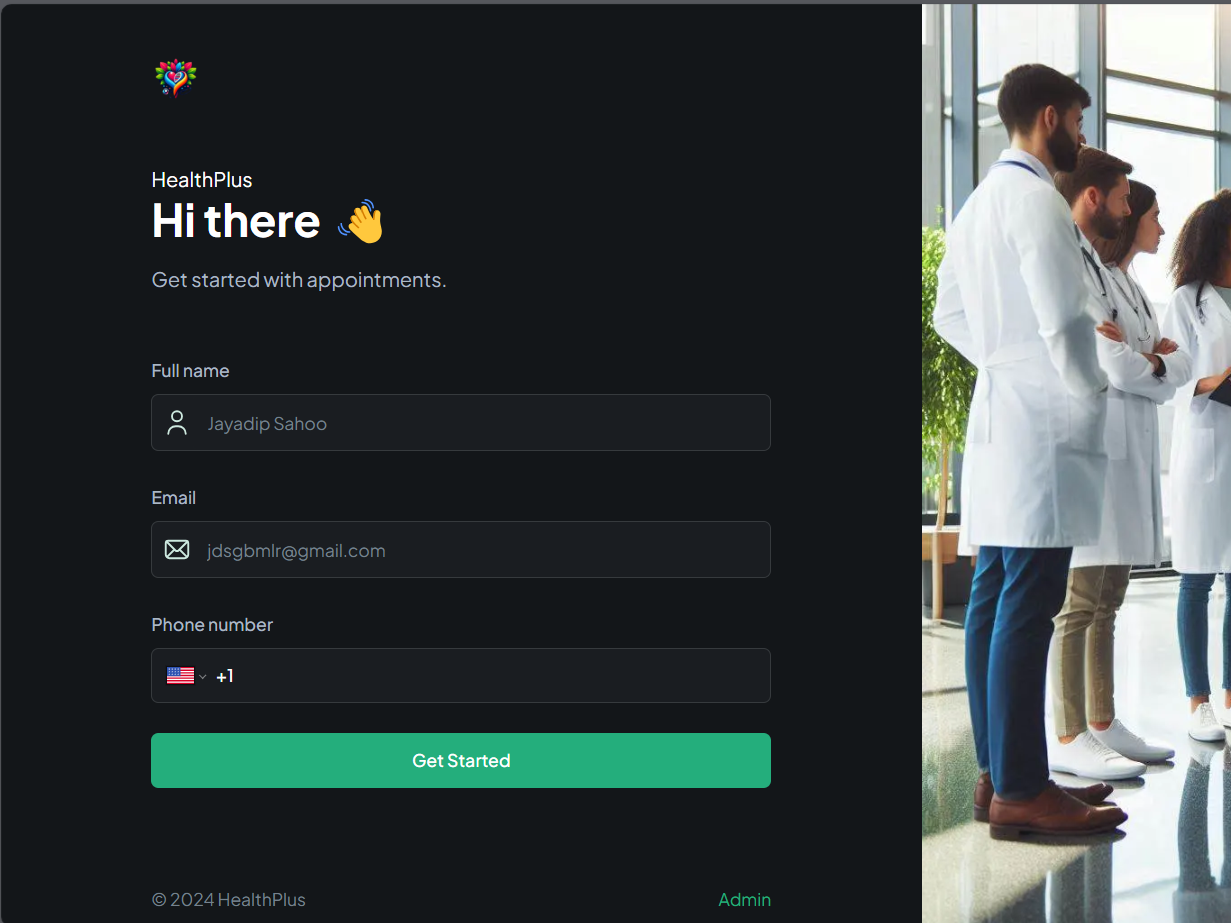 HealthPlus
Hi there 👋
Get started with appointments.
Full name
Jayadip Sahoo
Email
jdsgbmlr@gmail.com
Phone number
+1
Get Started
© 2024 HealthPlus
Admin